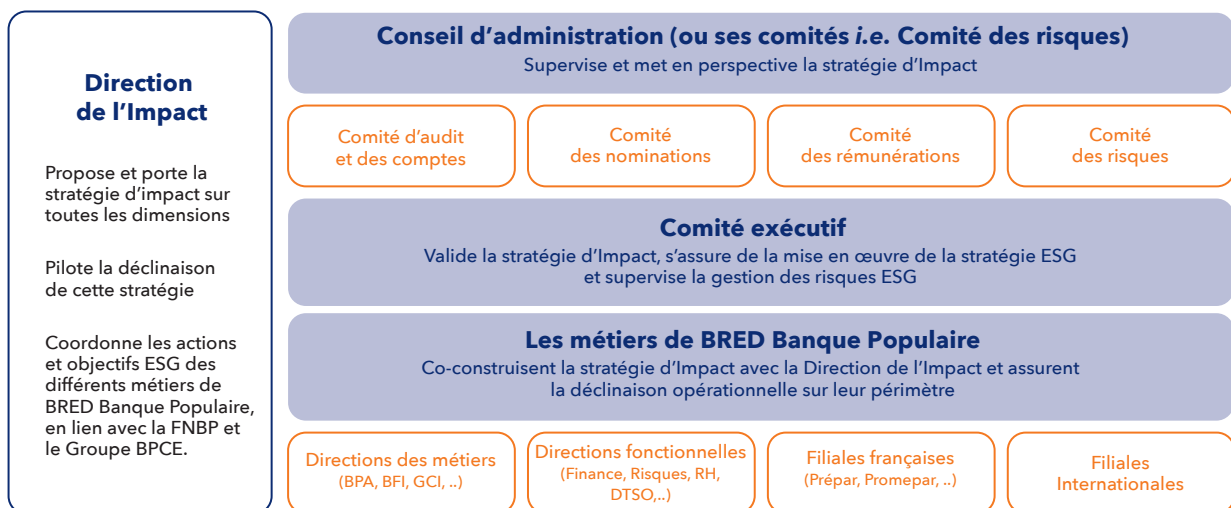 Direction
de l’Impact
Propose et porte la
stratégie d’impact sur
toutes les dimensions
Pilote la déclinaison
de cette stratégie
Coordonne les actions
et objectifs ESG des
différents métiers de
BRED Banque Populaire,
en lien avec la FNBP et
le Groupe BPCE.
Conseil d’administration (ou ses comités i.e. Comité des risques)
Supervise et met en perspective la stratégie d’Impact
Comité d’audit
et des comptes
Comité
des nominations
Comité
des rémunérations
Comité
des risques
Comité exécutif
Valide la stratégie d’Impact, s’assure de la mise en œuvre de la stratégie ESG
et supervise la gestion des risques ESG
Les métiers de BRED Banque Populaire
Co-construisent la stratégie d’Impact avec la Direction de l’Impact et assurent
la déclinaison opérationnelle sur leur périmètre
Directions des métiers
(BPA, BFI, GCI, ..)
Directions fonctionnelles
(Finance, Risques, RH,
DTSO,..)
Filiales françaises
(Prépar, Promepar, ..)
Filiales
Internationales